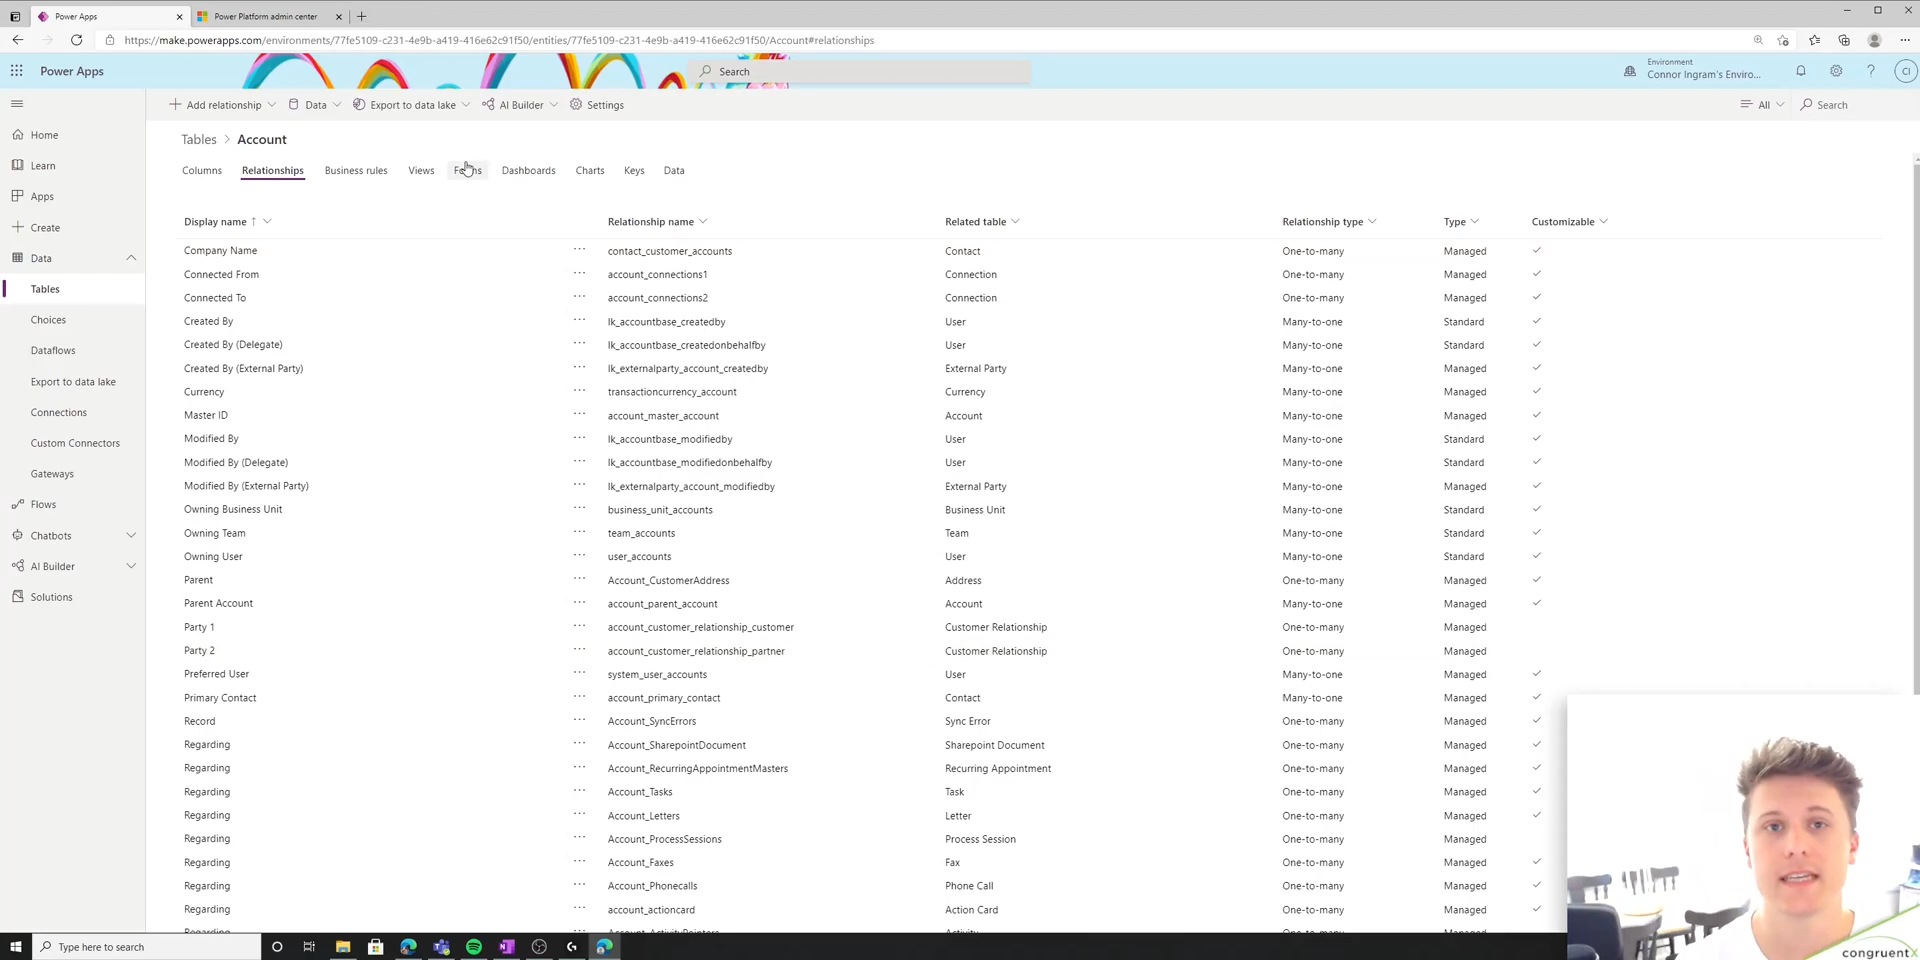 Power Apps
Power Platform admin center
https://make.powerapps.com/environments/77fe5109-c231-4e9b-a419-416e62c91f50/entities/77fe5109-c231-4e9b-a419-416e62c91f50/Account#relationships
Power Apps
Search
Environment
Connor Ingram's Enviro...
CI
Add relationship
Data
Export to data lake
AI Builder
Settings
All
Search
Home
Learn
Apps
Create
Data
Tables
Choices
Dataflows
Export to data lake
Connections
Custom Connectors
Gateways
Flows
Chatbots
AI Builder
Solutions
Tables > Account
Columns Relationships Business rules Views Forms Dashboards Charts Keys Data
Display name Relationship name Related table Relationship type Type Customizable
Company Name contact_customer_accounts Contact One-to-many Managed
Connected From account_connections1 Connection One-to-many Managed
Connected To account_connections2 Connection One-to-many Managed
Created By lk_accountbase_createdby User Many-to-one Standard
Created By (Delegate) lk_accountbase_createdonbehalfby User Many-to-one Standard
Created By (External Party) lk_externalparty_account_createdby External Party Many-to-one Managed
Currency transactioncurrency_account Currency Many-to-one Managed
Master ID account_master_account Account Many-to-one Managed
Modified By lk_accountbase_modifiedby User Many-to-one Standard
Modified By (Delegate) lk_accountbase_modifiedonbehalfby User Many-to-one Standard
Modified By (External Party) lk_externalparty_account_modifiedby External Party Many-to-one Managed
Owning Business Unit business_unit_accounts Business Unit Many-to-one Standard
Owning Team team_accounts Team Many-to-one Standard
Owning User user_accounts User Many-to-one Standard
Parent Account_CustomerAddress Address One-to-many Managed
Parent Account account_parent_account Account Many-to-one Managed
Party 1 account_customer_relationship_customer Customer Relationship One-to-many Managed
Party 2 account_customer_relationship_partner Customer Relationship One-to-many Managed
Preferred User system_user_accounts User Many-to-one Managed
Primary Contact account_primary_contact Contact Many-to-one Managed
Record Account_SyncErrors Sync Error One-to-many Managed
Regarding Account_SharepointDocument Sharepoint Document One-to-many Managed
Regarding Account_RecurringAppointmentMasters Recurring Appointment One-to-many Managed
Regarding Account_Tasks Task One-to-many Managed
Regarding Account_Letters Letter One-to-many Managed
Regarding Account_ProcessSessions Process Session One-to-many Managed
Regarding Account_Faxes Fax One-to-many Managed
Regarding Account_Phonecalls Phone Call One-to-many Managed
Regarding account_actioncard Action Card One-to-many Managed
Regarding Account_ActivityPointers Activity One-to-many Managed
Type here to search
congruentX